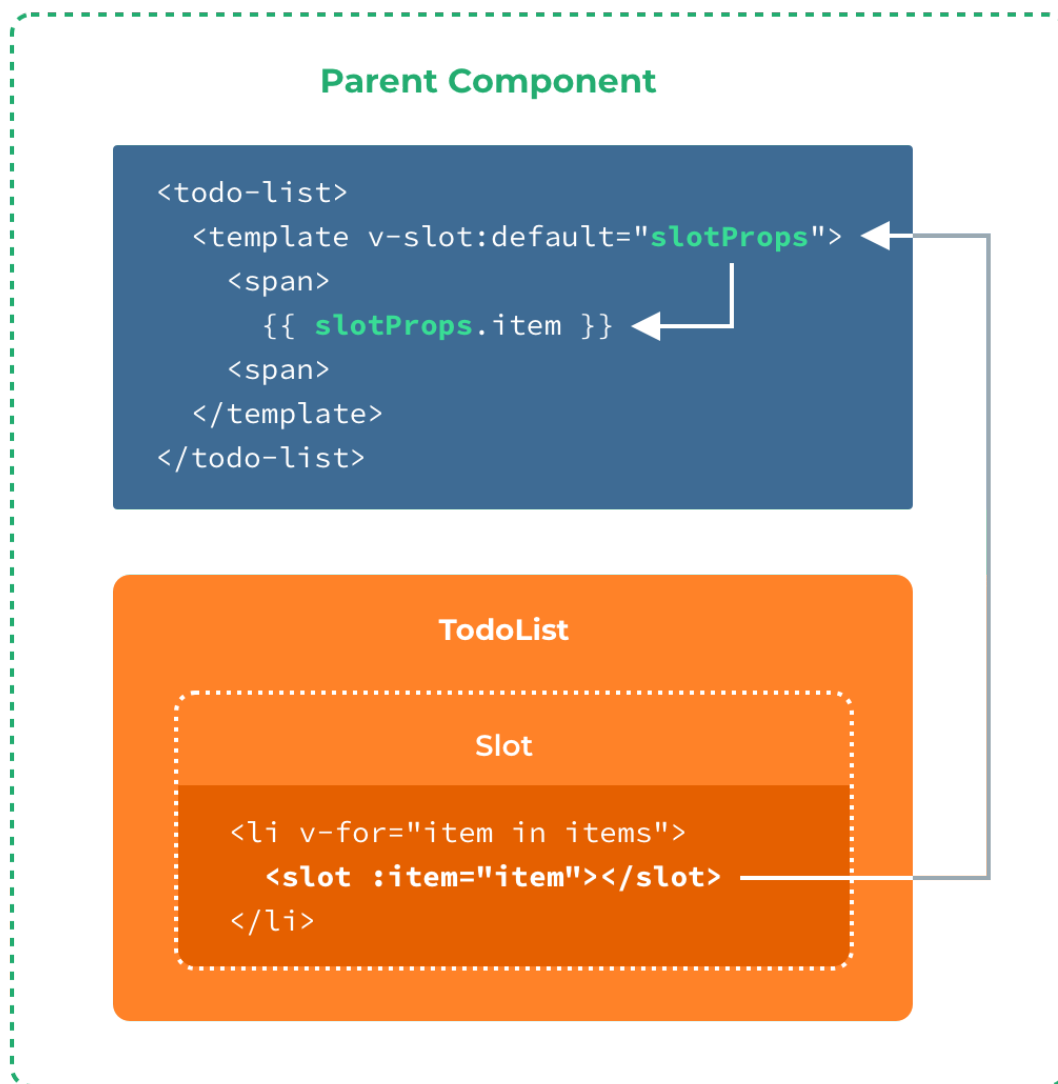 Parent Component
<todo-list>
<template v-slot:default="slotProps">
<span>
{{ slotProps.item }}
<span>
</template>
</todo-list>
TodoList
Slot
<li v-for="item in items">
<slot :item="item"></slot>
</li>